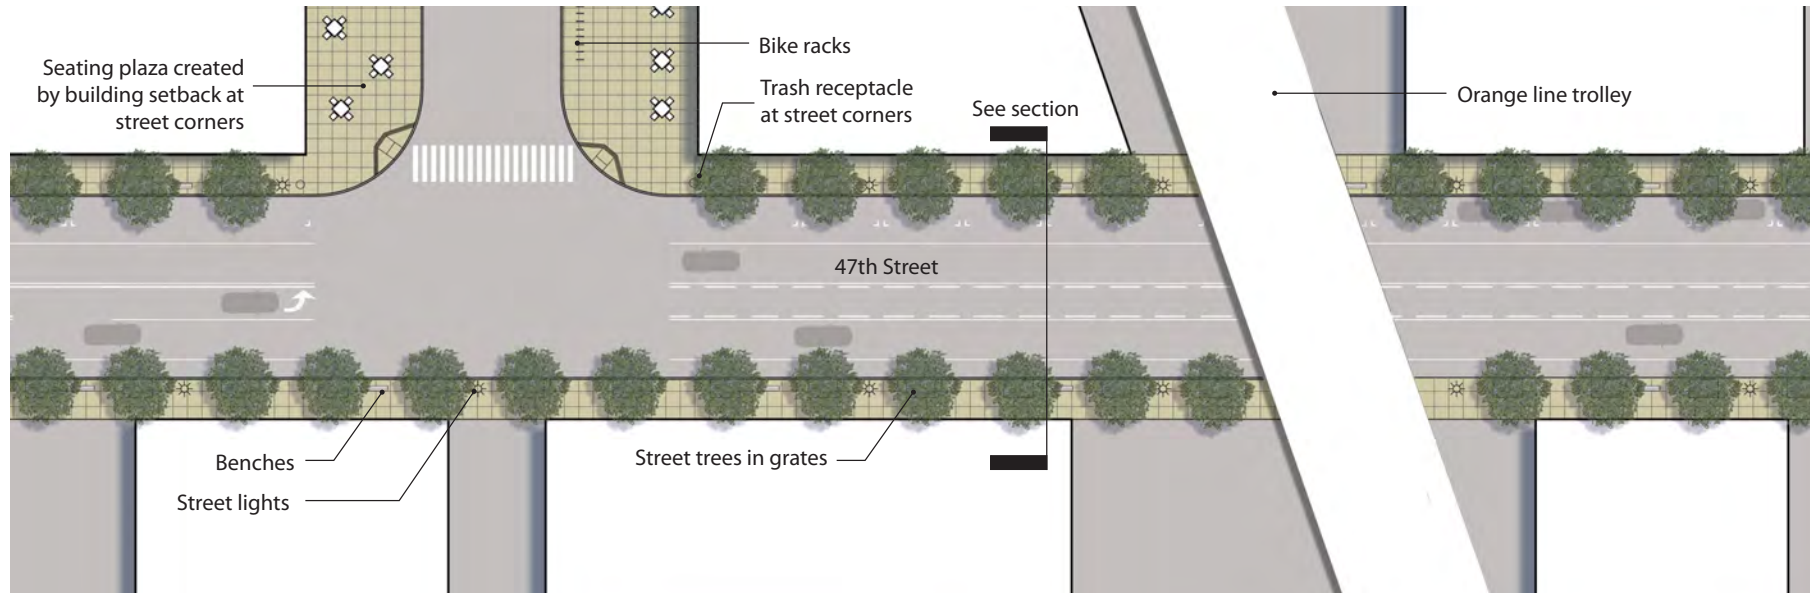 Seating plaza created
by building setback at
street corners
Bike racks
Trash receptacle
at street corners
See section
Orange line trolley
47th Street
Benches
Street lights
Street trees in grates